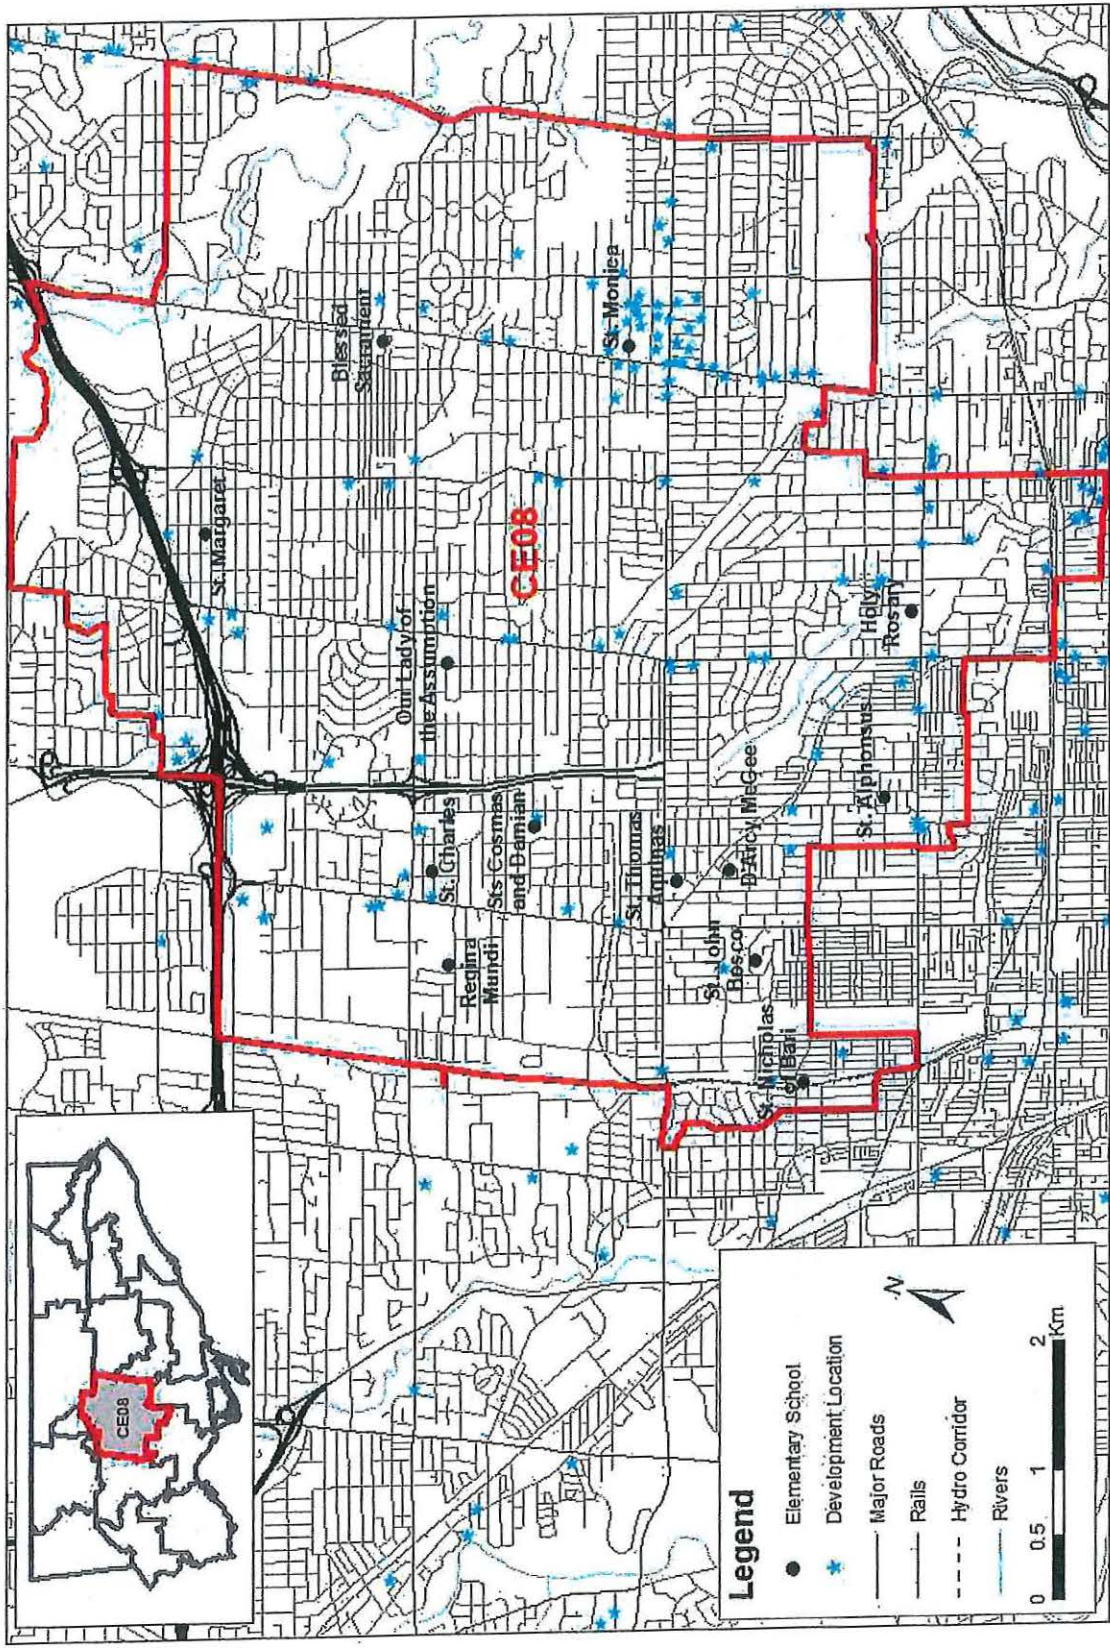 CE08
St. Margaret
Blessed
Sacrament
Our Lady of
the Assumption
CE08
St. Monica
St. Charles
Sts Cosmas
and Damian
Regina
Mundi
St. Thomas
Aquinas
D'Arcy McGee
St. John
Bosco
St. Nicholas
of Bari
St. Alphonsus
Holy
Rosary
Legend
Elementary School
Development Location
Major Roads
Rails
Hydro Corridor
Rivers
N
0 0.5 1 2
Km